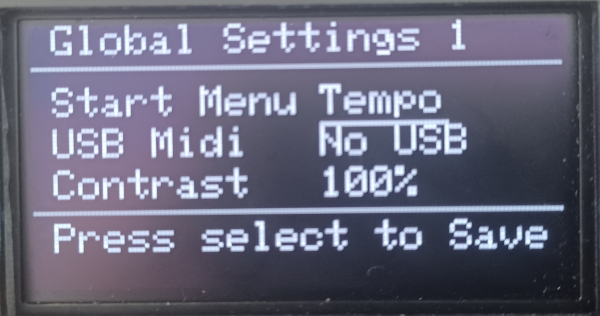 Global Settings 1
Start Menu Tempo
USB Midi No USB
Contrast 100%
Press select to Save